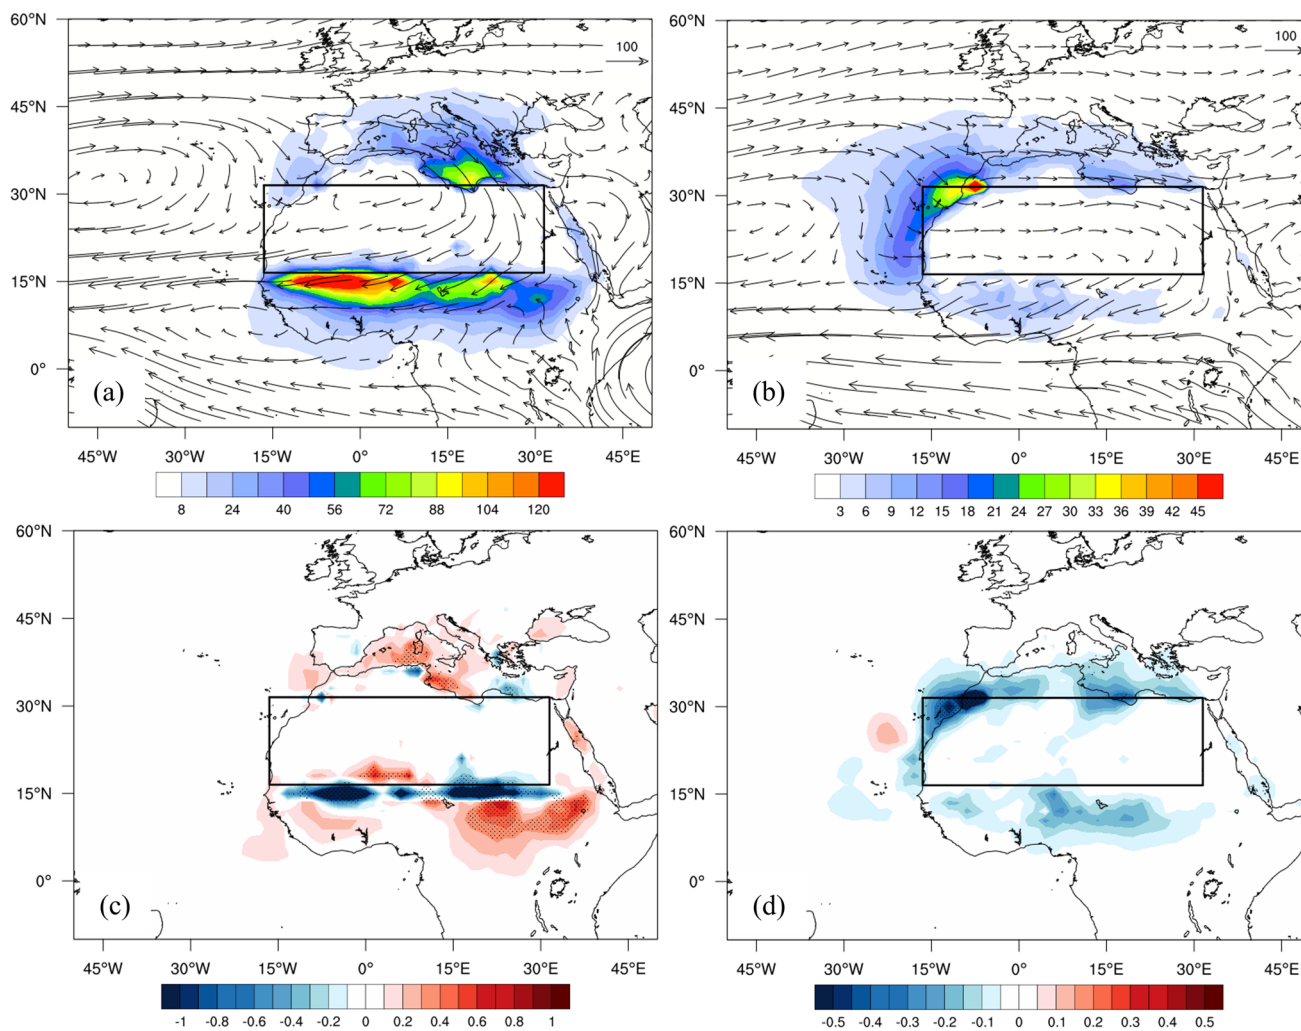 60°N
45°N
30°N
15°N
0°
100
(a)
45°W 30°W 15°W 0° 15°E 30°E 45°E
8 24 40 56 72 88 104 120
60°N
45°N
30°N
15°N
0°
100
(b)
45°W 30°W 15°W 0° 15°E 30°E 45°E
3 6 9 12 15 18 21 24 27 30 33 36 39 42 45
60°N
45°N
30°N
15°N
0°
(c)
45°W 30°W 15°W 0° 15°E 30°E 45°E
-1 -0.8 -0.6 -0.4 -0.2 0 0.2 0.4 0.6 0.8 1
60°N
45°N
30°N
15°N
0°
(d)
45°W 30°W 15°W 0° 15°E 30°E 45°E
-0.5 -0.4 -0.3 -0.2 -0.1 0 0.1 0.2 0.3 0.4 0.5